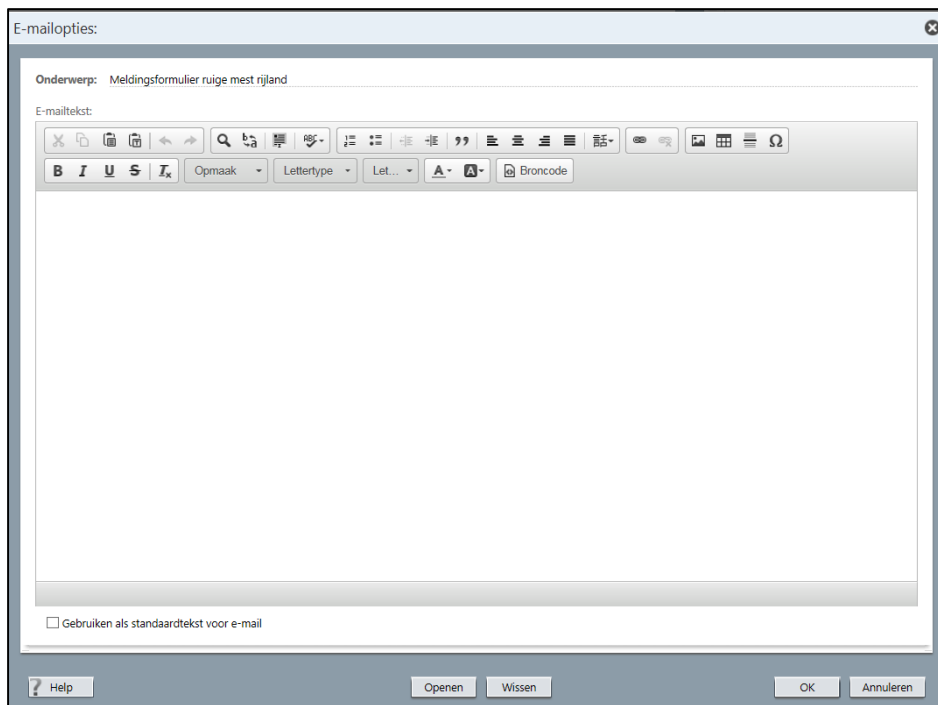 E-mailopties:
Onderwerp: Meldingsformulier ruige mest rijland
E-mailtekst:
B I U S Ix Opmaak Lettertype Let... A A Broncode
Gebruiken als standaardtekst voor e-mail
? Help Openen Wissen OK Annuleren